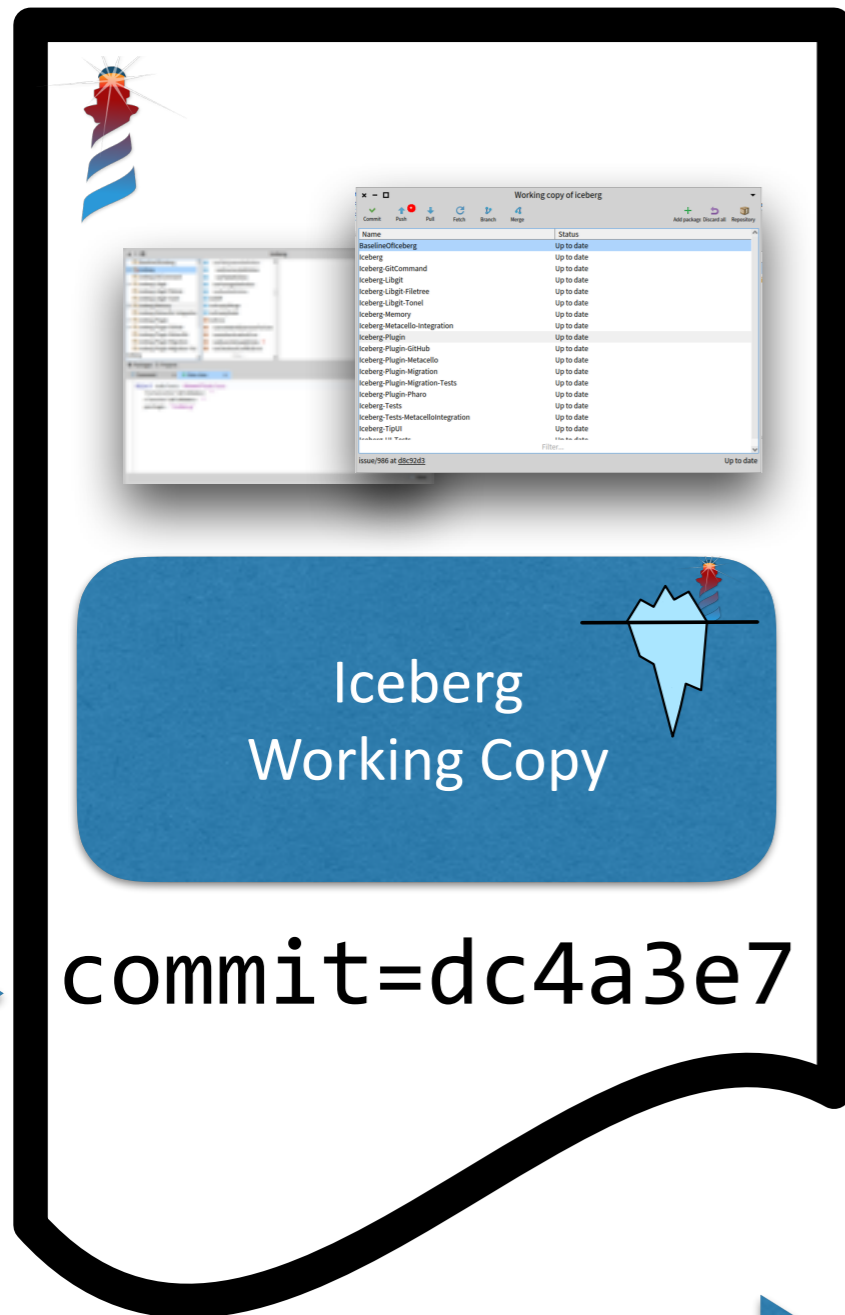 Working copy of iceberg
Commit Push Pull Fetch Branch Merge Add package Discard all Repository
Name Status
BaselineOfIceberg Up to date
Iceberg Up to date
Iceberg-GitCommand Up to date
Iceberg-Libgit Up to date
Iceberg-Libgit-Filetree Up to date
Iceberg-Libgit-Tonel Up to date
Iceberg-Memory Up to date
Iceberg-Metacello-Integration Up to date
Iceberg-Plugin Up to date
Iceberg-Plugin-GitHub Up to date
Iceberg-Plugin-Metacello Up to date
Iceberg-Plugin-Migration Up to date
Iceberg-Plugin-Migration-Tests Up to date
Iceberg-Plugin-Pharo Up to date
Iceberg-Tests Up to date
Iceberg-Tests-MetacelloIntegration Up to date
Iceberg-TipUI Up to date
Iceberg-UI-Tests Up to date
Filter...
issue/986 at d8c92d3 Up to date
Iceberg
Working Copy
commit=dc4a3e7